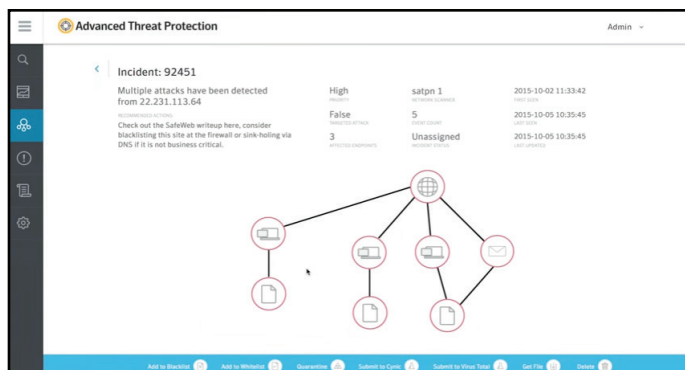 Advanced Threat Protection
Admin
Incident: 92451
Multiple attacks have been detected
from 22.231.113.64
RECOMMENDED ACTIONS:
Check out the SafeWeb writeup here, consider
blacklisting this site at the firewall or sink-holing via
DNS if it is not business critical.
High
PRIORITY
False
TARGETED ATTACK
3
AFFECTED ENDPOINTS
satpn 1
NETWORK SCANNER
5
EVENT COUNT
Unassigned
INCIDENT STATUS
2015-10-02 11:33:42
FIRST SEEN
2015-10-05 10:35:45
LAST SEEN
2015-10-05 10:35:45
LAST UPDATED
Add to Blacklist
Add to Whitelist
Quarantine
Submit to Cynic
Submit to Virus Total
Get File
Delete